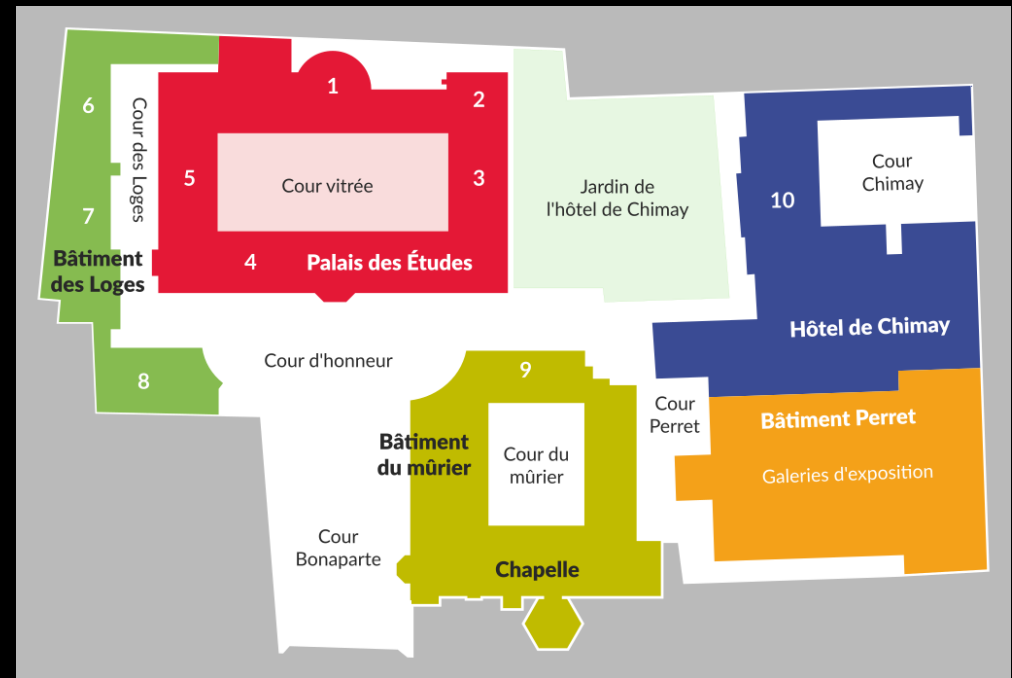 1
2
6
Cour des Loges
5
Cour vitrée
3
Jardin de
l'hôtel de Chimay
10
Cour
Chimay
7
Bâtiment
des Loges
4
Palais des Études
Hôtel de Chimay
8
Cour d'honneur
9
Cour
Perret
Bâtiment Perret
Galeries d'exposition
Bâtiment
du mûrier
Cour du
mûrier
Cour
Bonaparte
Chapelle